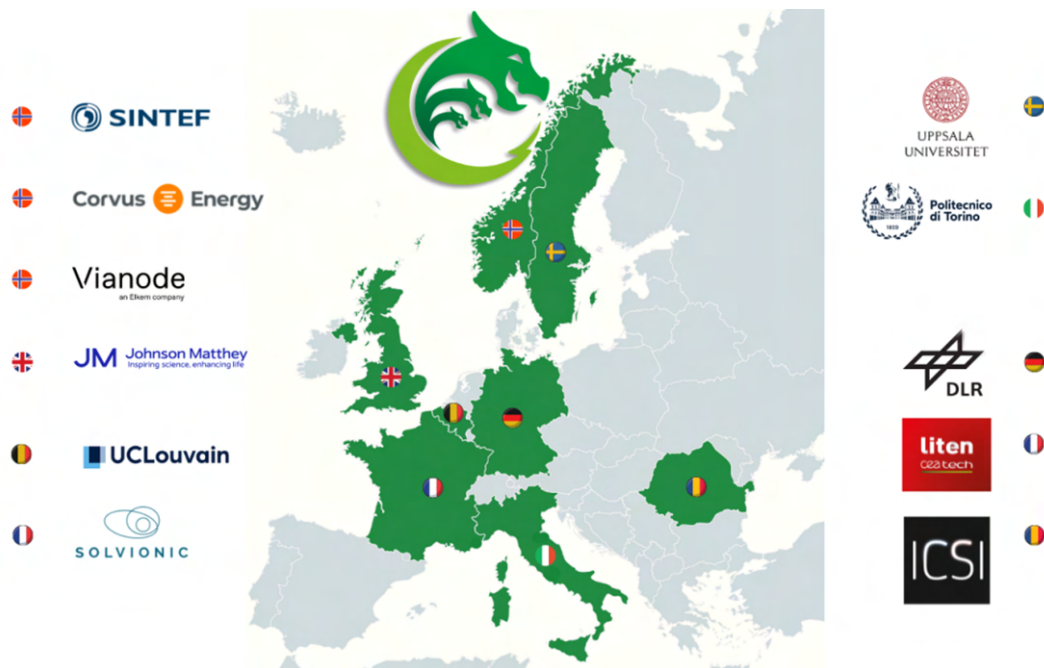 SINTEF
Corvus Energy
Vianode
an Elkem company
JM Johnson Matthey
Inspiring science, enhancing life
UCLouvain
SOLVIONIC
UPPSALA
UNIVERSITET
Politecnico
di Torino
1859
DLR
liten
ceatech
ICSI